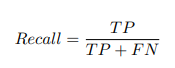 Recall = TP / (TP + FN)